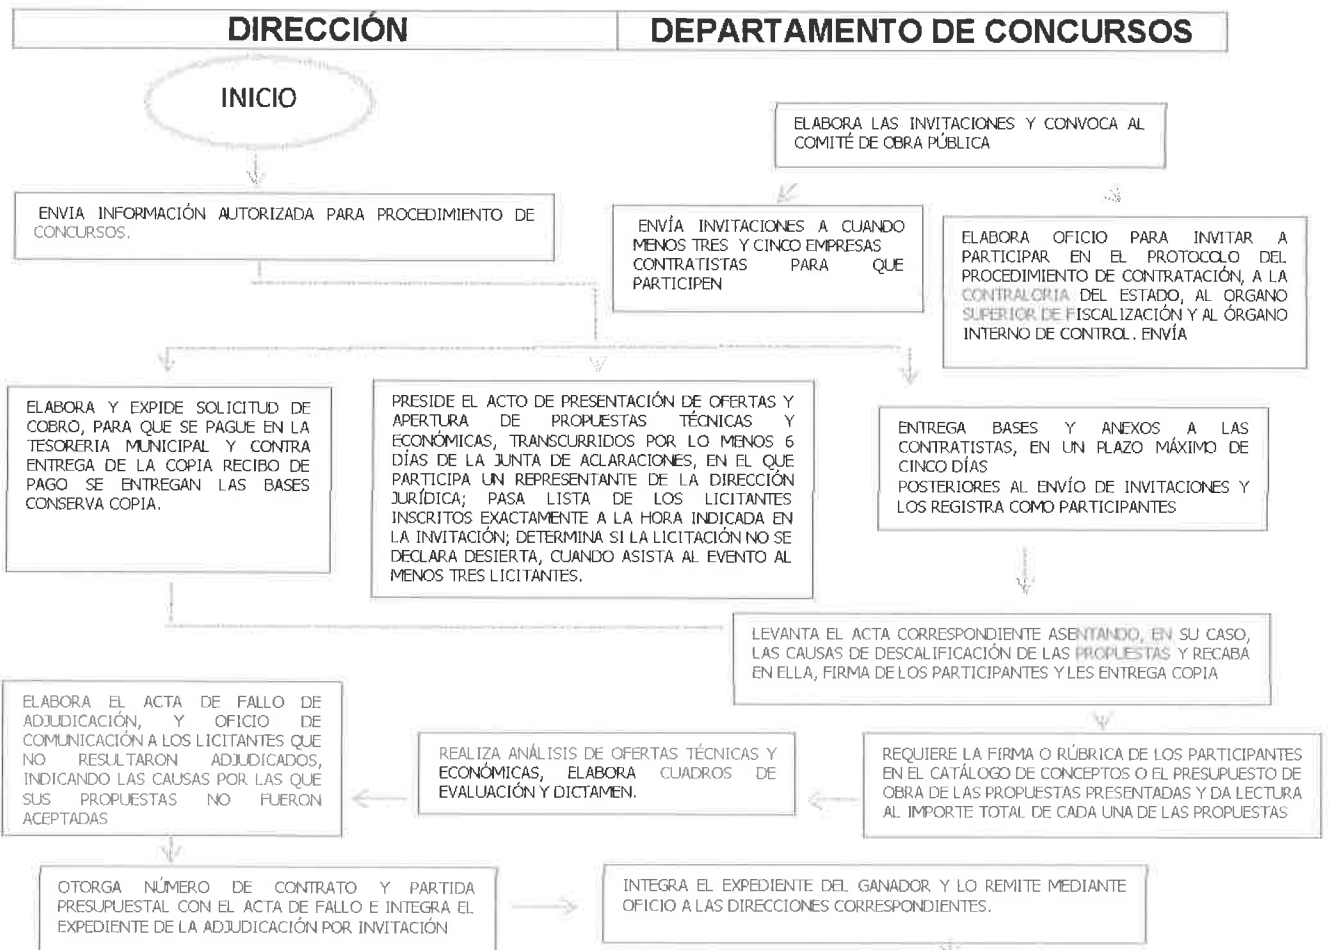 DIRECCIÓN
DEPARTAMENTO DE CONCURSOS
INICIO
ELABORA LAS INVITACIONES Y CONVOCA AL
COMITÉ DE OBRA PÚBLICA
ENVIA INFORMACIÓN AUTORIZADA PARA PROCEDIMIENTO DE
CONCURSOS.
ENVÍA INVITACIONES A CUANDO
MENOS TRES Y CINCO EMPRESAS
CONTRATISTAS PARA QUE
PARTICIPEN
ELABORA OFICIO PARA INVITAR A
PARTICIPAR EN EL PROTOCOLO DEL
PROCEDIMIENTO DE CONTRATACIÓN, A LA
CONTRALORIA DEL ESTADO, AL ORGANO
SUPERIOR DE FISCALIZACIÓN Y AL ÓRGANO
INTERNO DE CONTROL. ENVÍA
ELABORA Y EXPIDE SOLICITUD DE
COBRO, PARA QUE SE PAGUE EN LA
TESORERIA MUNICIPAL Y CONTRA
ENTREGA DE LA COPIA RECIBO DE
PAGO SE ENTREGAN LAS BASES
CONSERVA COPIA.
PRESIDE EL ACTO DE PRESENTACIÓN DE OFERTAS Y
APERTURA DE PROPUESTAS TÉCNICAS Y
ECONÓMICAS, TRANSCURRIDOS POR LO MENOS 6
DÍAS DE LA JUNTA DE ACLARACIONES, EN EL QUE
PARTICIPA UN REPRESENTANTE DE LA DIRECCIÓN
JURÍDICA; PASA LISTA DE LOS LICITANTES
INSCRITOS EXACTAMENTE A LA HORA INDICADA EN
LA INVITACIÓN; DETERMINA SI LA LICITACIÓN NO SE
DECLARA DESIERTA, CUANDO ASISTA AL EVENTO AL
MENOS TRES LICITANTES.
ENTREGA BASES Y ANEXOS A LAS
CONTRATISTAS, EN UN PLAZO MÁXIMO DE
CINCO DÍAS
POSTERIORES AL ENVÍO DE INVITACIONES Y
LOS REGISTRA COMO PARTICIPANTES
LEVANTA EL ACTA CORRESPONDIENTE ASENTANDO, EN SU CASO,
LAS CAUSAS DE DESCALIFICACIÓN DE LAS PROPUESTAS Y RECABA
EN ELLA, FIRMA DE LOS PARTICIPANTES Y LES ENTREGA COPIA
ELABORA EL ACTA DE FALLO DE
ADJUDICACIÓN, Y OFICIO DE
COMUNICACIÓN A LOS LICITANTES QUE
NO RESULTARON ADJUDICADOS,
INDICANDO LAS CAUSAS POR LAS QUE
SUS PROPUESTAS NO FUERON
ACEPTADAS
REALIZA ANÁLISIS DE OFERTAS TÉCNICAS Y
ECONÓMICAS, ELABORA CUADROS DE
EVALUACIÓN Y DICTAMEN.
REQUIERE LA FIRMA O RÚBRICA DE LOS PARTICIPANTES
EN EL CATÁLOGO DE CONCEPTOS O EL PRESUPUESTO DE
OBRA DE LAS PROPUESTAS PRESENTADAS Y DA LECTURA
AL IMPORTE TOTAL DE CADA UNA DE LAS PROPUESTAS
OTORGA NÚMERO DE CONTRATO Y PARTIDA
PRESUPUESTAL CON EL ACTA DE FALLO E INTEGRA EL
EXPEDIENTE DE LA ADJUDICACIÓN POR INVITACIÓN
INTEGRA EL EXPEDIENTE DEL GANADOR Y LO REMITE MEDIANTE
OFICIO A LAS DIRECCIONES CORRESPONDIENTES.